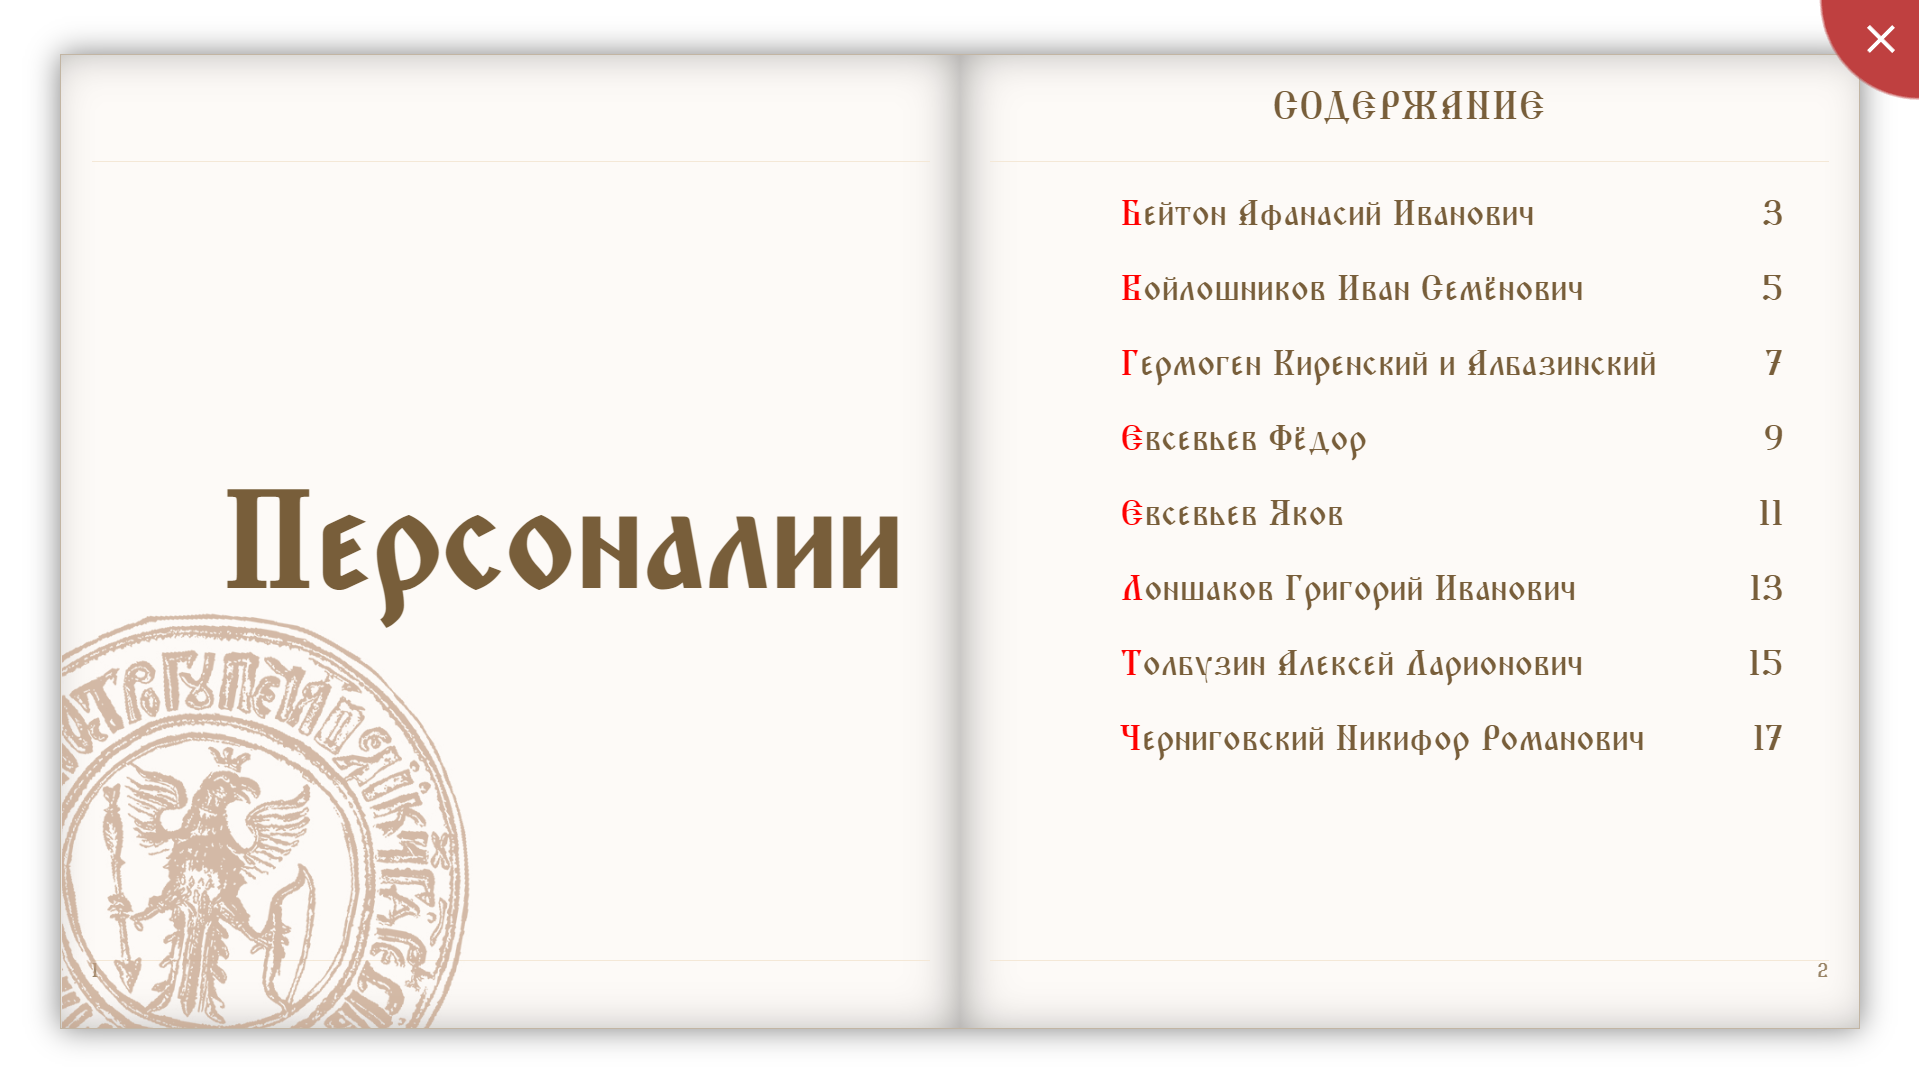 Персоналии
1
СОДЕРЖАНИЕ
Бейтон Афанасий Иванович 3
Войлошников Иван Семёнович 5
Гермоген Киренский и Албазинский 7
Евсевьев Фёдор 9
Евсевьев Яков 11
Лоншаков Григорий Иванович 13
Толбузин Алексей Ларионович 15
Черниговский Никифор Романович 17
2